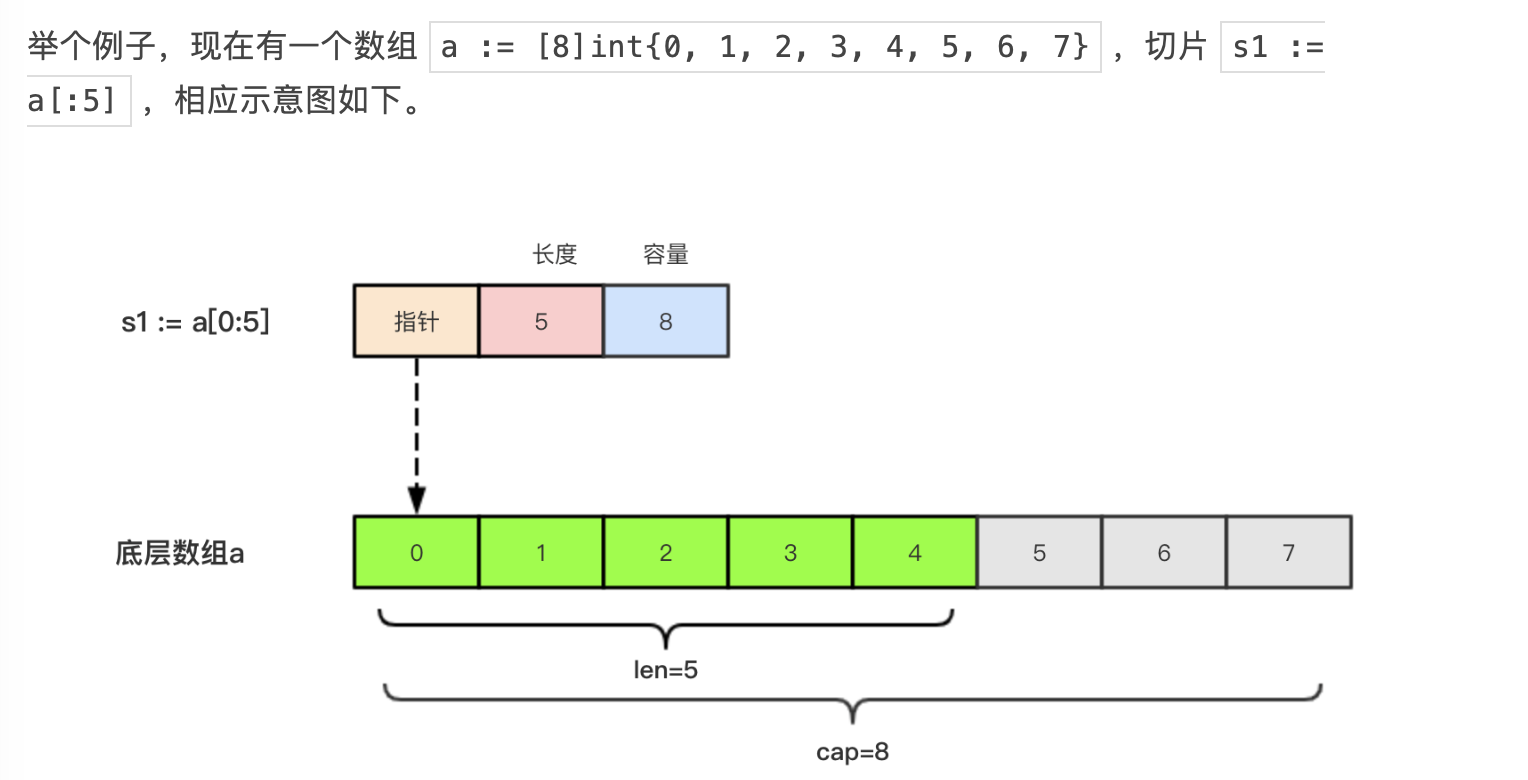 举个例子，现在有一个数组 a := [8]int{0, 1, 2, 3, 4, 5, 6, 7} ，切片 s1 :=
a[:5] ，相应示意图如下。
长度 容量
s1 := a[0:5] 指针 5 8
底层数组a 0 1 2 3 4 5 6 7
len=5
cap=8